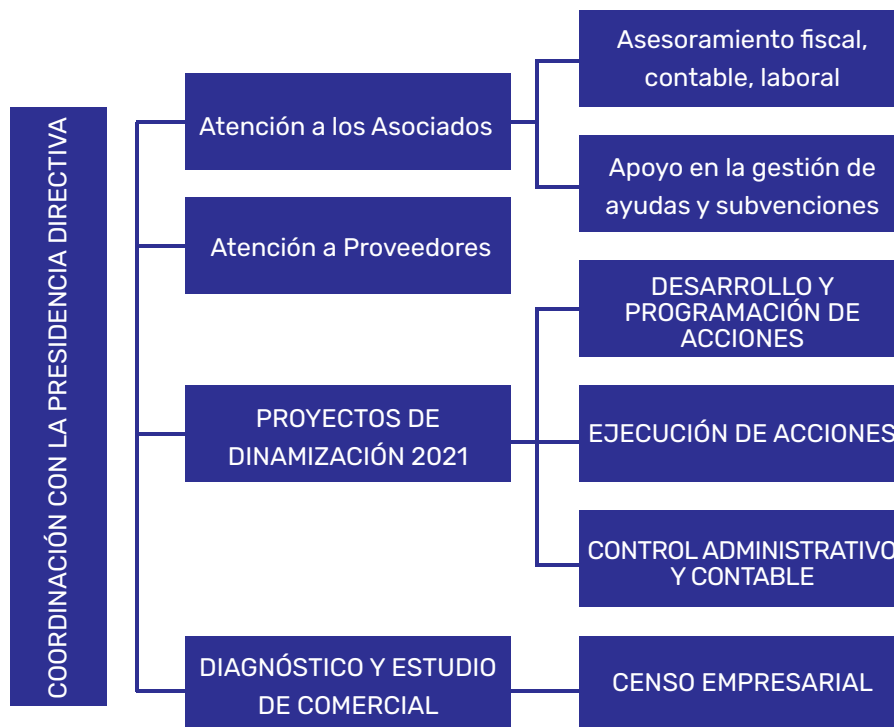 COORDINACIÓN CON LA PRESIDENCIA DIRECTIVA
Atención a los Asociados
Asesoramiento fiscal,
contable, laboral
Apoyo en la gestión de
ayudas y subvenciones
Atención a Proveedores
PROYECTOS DE
DINAMIZACIÓN 2021
DESARROLLO Y
PROGRAMACIÓN DE
ACCIONES
EJECUCIÓN DE ACCIONES
CONTROL ADMINISTRATIVO
Y CONTABLE
DIAGNÓSTICO Y ESTUDIO
DE COMERCIAL
CENSO EMPRESARIAL